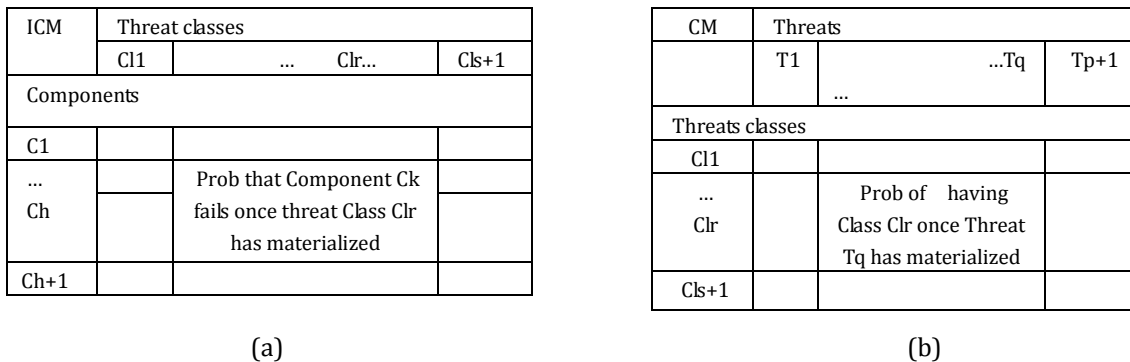 ICM Threat classes
Cl1 … Clr… Cls+1
Components
C1
… Prob that Component Ck
Ch fails once threat Class Clr
has materialized
Ch+1
(a)
CM Threats
T1 …Tq Tp+1
…
Threats classes
Cl1
… Prob of having
Clr Class Clr once Threat
Tq has materialized
Cls+1
(b)